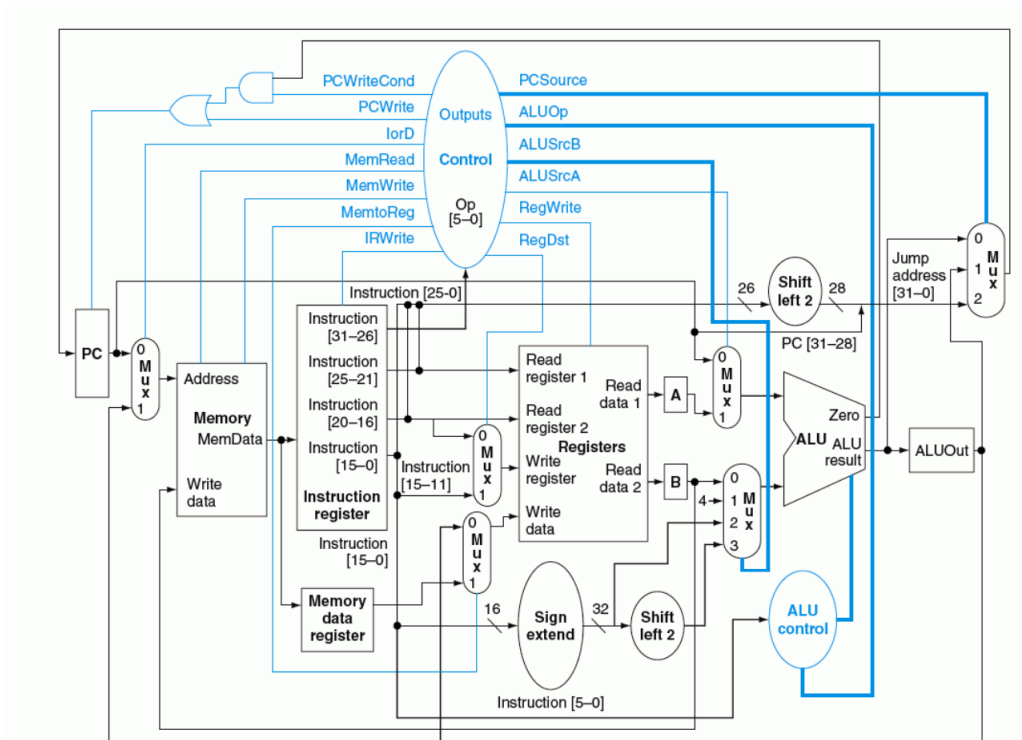 PCWriteCond
PCWrite
IorD
MemRead
MemWrite
MemtoReg
IRWrite
Outputs
Control
Op
[5–0]
PCSource
ALUOp
ALUSrcB
ALUSrcA
RegWrite
RegDst
PC
0
M
u
x
1
Address
Memory
MemData
Write
data
Instruction [25-0]
Instruction
[31–26]
Instruction
[25–21]
Instruction
[20–16]
Instruction
[15–0]
Instruction
register
Instruction
[15–0]
Memory
data
register
Instruction
[15–11]
0
M
u
x
1
0
M
u
x
1
Read
register 1
Read
register 2
Registers
Write
register
Write
data
Read
data 1
Read
data 2
A
B
0
M
u
x
1
4
0
1
M
u
x
2
3
16
Sign
extend
32
Shift
left 2
Instruction [5–0]
26
Shift
left 2
28
Jump
address
[31–0]
PC [31–28]
0
1
M
u
x
2
Zero
ALU
ALU
result
ALUOut
ALU
control